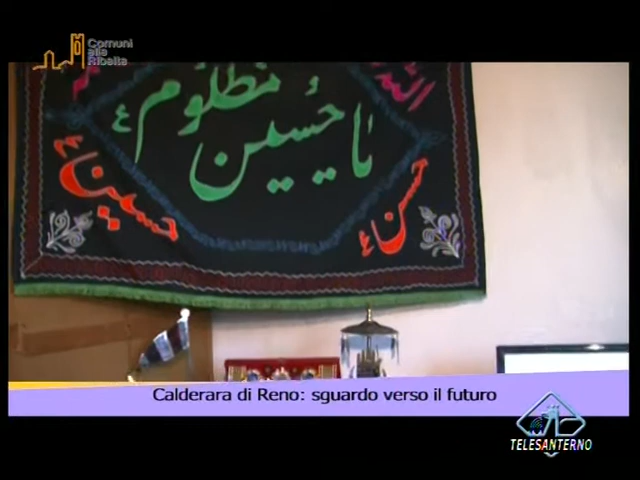 Comuni
alla
Ribalta
یا حسین مظلوم ع
حسین ع
حسن ع
Calderara di Reno: sguardo verso il futuro
TELESANTERNO